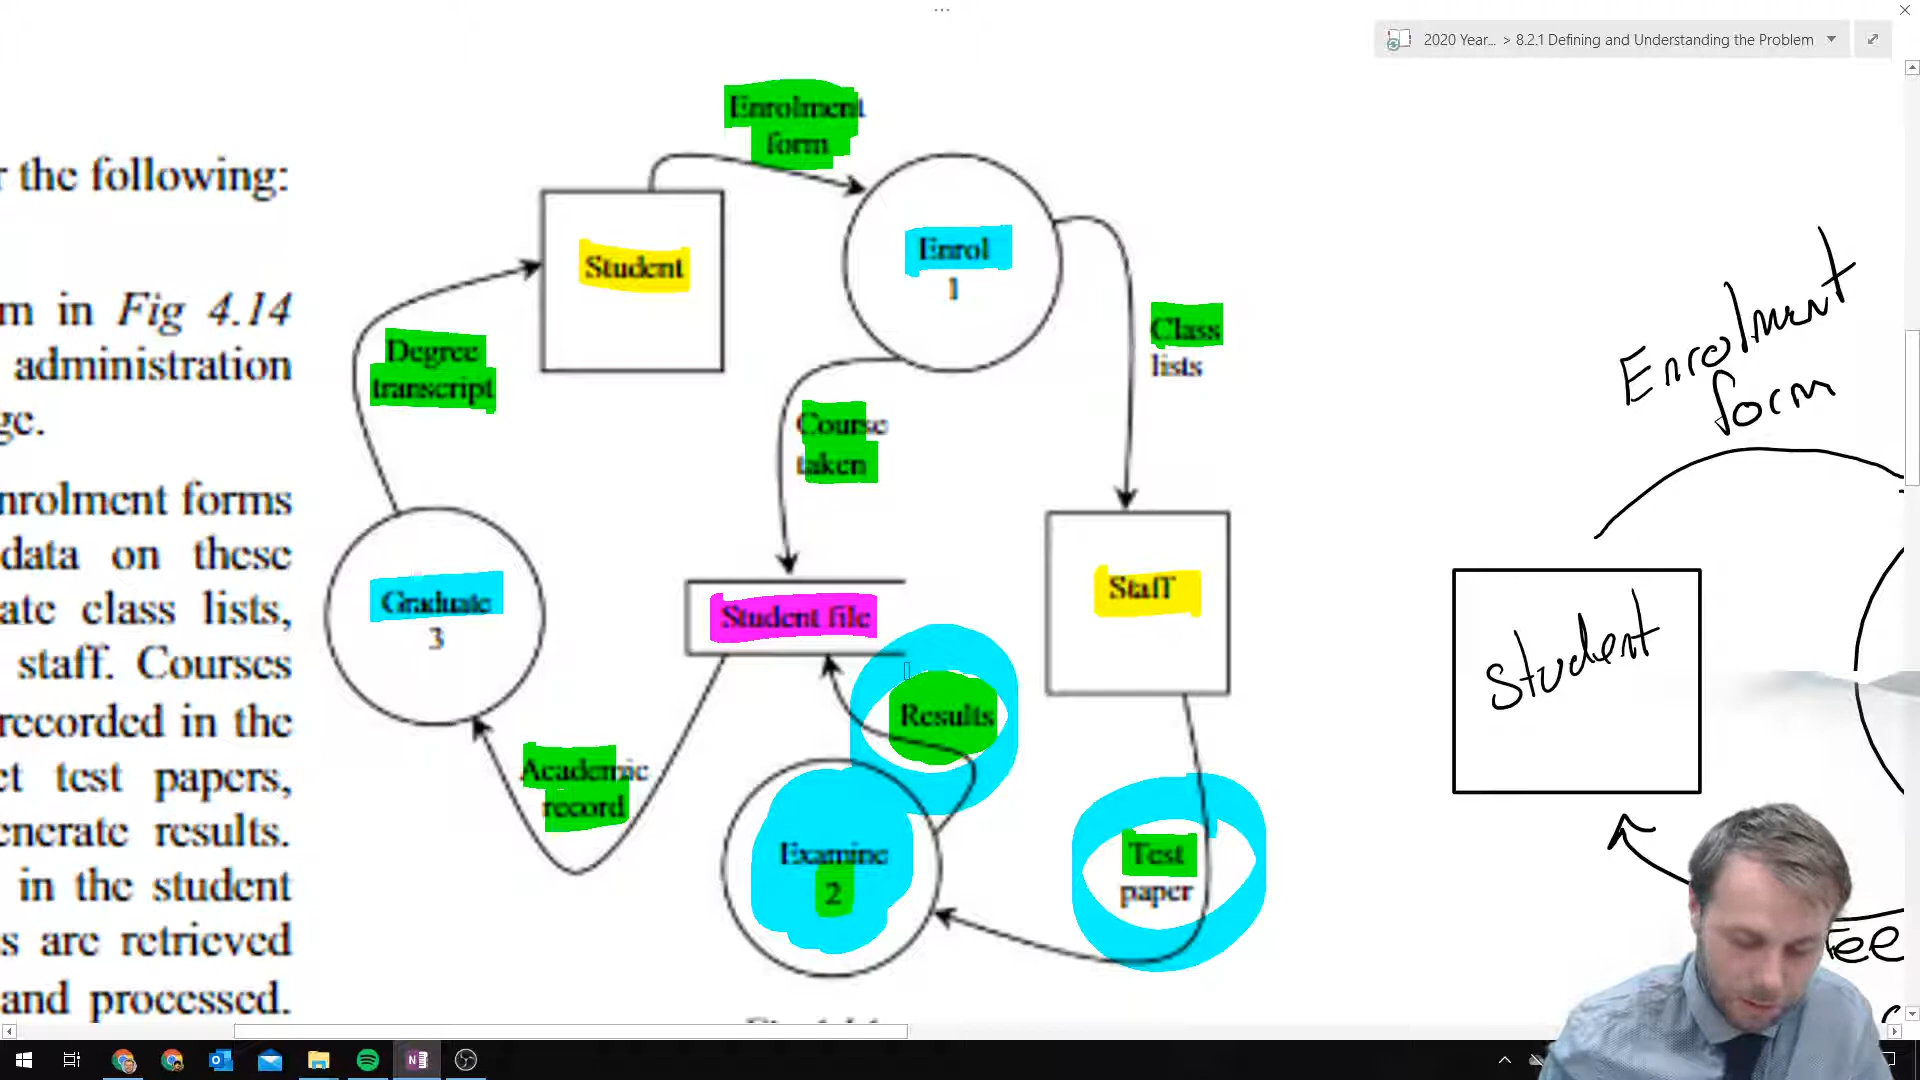 2020 Year... > 8.2.1 Defining and Understanding the Problem
the following:
m in Fig 4.14
administration
ge.
nrolment forms
data on these
ate class lists,
staff. Courses
recorded in the
ct test papers,
enerate results.
in the student
s are retrieved
and processed.
Enrolment
form
Student
Enrol
1
Class
lists
Degree
transcript
Course
taken
Graduate
3
Student file
Staff
Results
Academic
record
Examine
2
Test
paper
Enrolment
form
Student